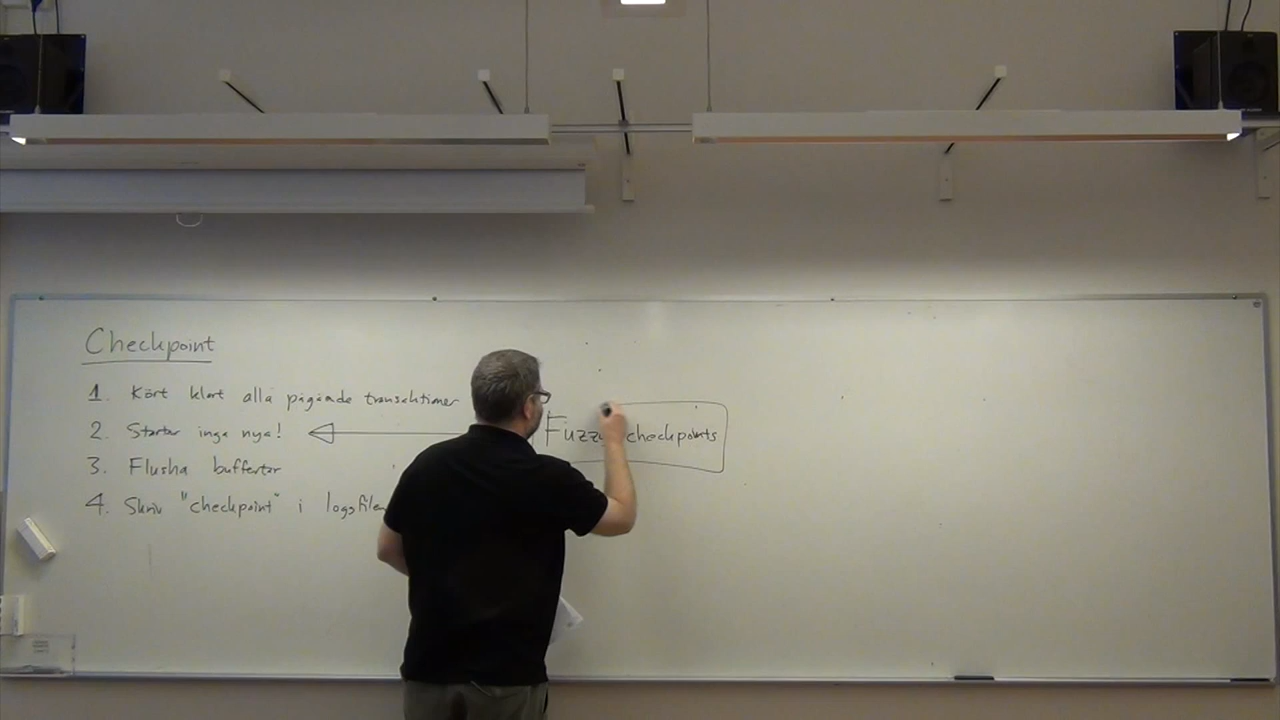 Checkpoint
1. Kört klart alla pågående transaktioner
2. Startar inga nya!
3. Flusha buffertar
4. Skriv "checkpoint" i loggfilen
Fuzzy checkpoints